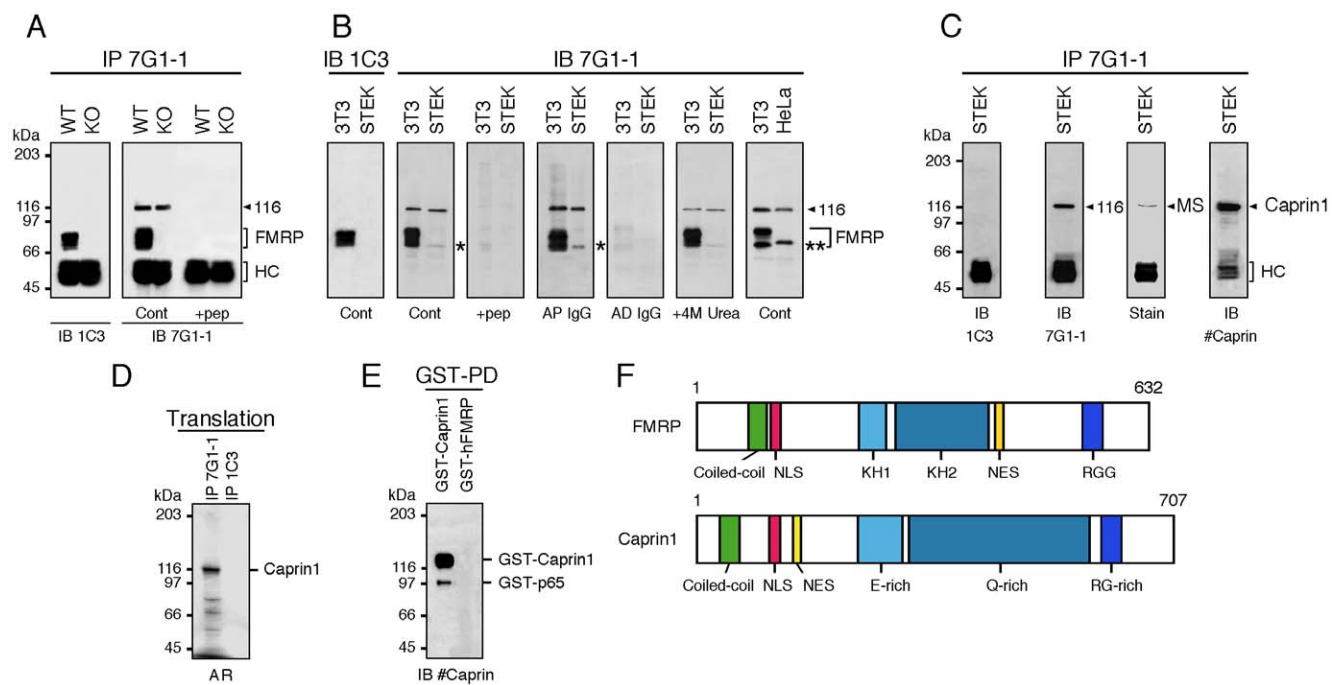 A
IP 7G1-1
WT
KO
WT
KO
kDa
203
116
97
66
45
116
FMRP
HC
Cont
+pep
IB 1C3
IB 7G1-1
B
IB 1C3
IB 7G1-1
3T3
STEK
3T3
STEK
3T3
STEK
3T3
STEK
3T3
STEK
3T3
STEK
3T3
HeLa
116
FMRP
*
*
**
Cont
Cont
+pep
AP IgG
AD IgG
+4M Urea
Cont
C
IP 7G1-1
STEK
STEK
STEK
STEK
kDa
203
116
97
66
45
116
MS
Caprin1
HC
IB
1C3
IB
7G1-1
Stain
IB
#Caprin
D
Translation
IP 7G1-1
IP 1C3
kDa
203
116
97
66
45
Caprin1
AR
E
GST-PD
GST-Caprin1
GST-hFMRP
kDa
203
116
97
66
45
GST-Caprin1
GST-p65
IB #Caprin
F
1
632
FMRP
Coiled-coil NLS KH1 KH2 NES RGG
1
707
Caprin1
Coiled-coil NLS NES E-rich Q-rich RG-rich